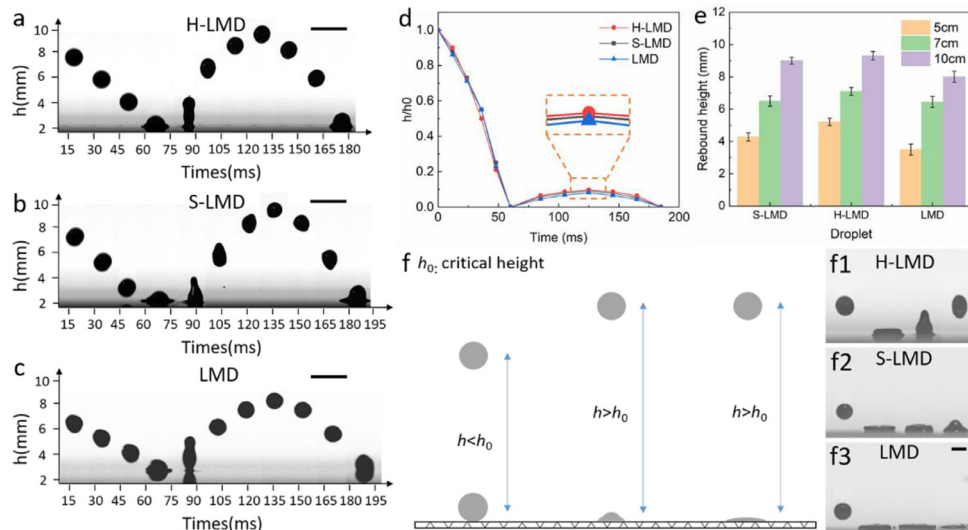 a
H-LMD
h(mm)
10
8
6
4
2
15 30 45 60 75 90 105 120 135 150 165 180
Times(ms)
b
S-LMD
h(mm)
10
8
6
4
2
15 30 45 60 75 90 105 120 135 150 165 180 195
Times(ms)
c
LMD
h(mm)
10
8
6
4
2
15 30 45 60 75 90 105 120 135 150 165 180 195
Times(ms)
d
H-LMD
S-LMD
LMD
h/h0
1.0
0.8
0.6
0.4
0.2
0.0
0 50 100 150 200
Time (ms)
e
5cm
7cm
10cm
Rebound height (mm)
12
10
8
6
4
2
0
S-LMD H-LMD LMD
Droplet
f h₀: critical height
h<h₀
h>h₀
h>h₀
f1
H-LMD
f2
S-LMD
f3
LMD